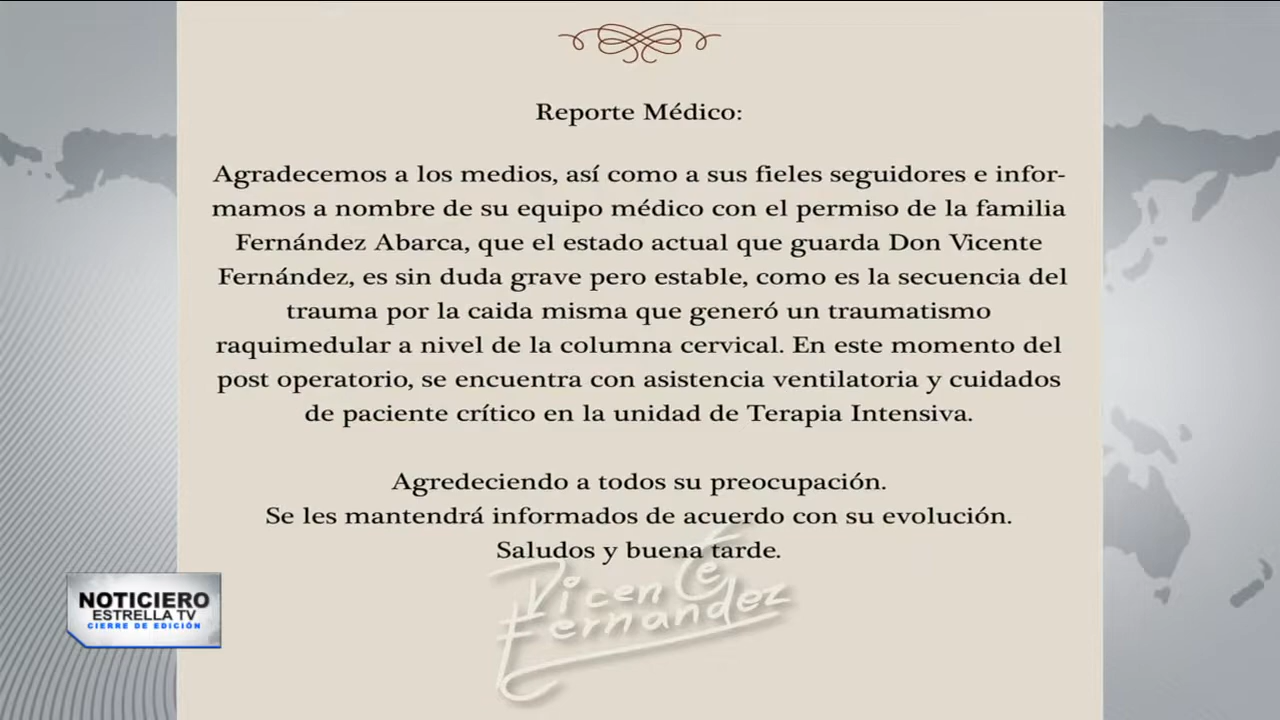 Reporte Médico:
Agradecemos a los medios, así como a sus fieles seguidores e infor-
mamos a nombre de su equipo médico con el permiso de la familia
Fernández Abarca, que el estado actual que guarda Don Vicente
Fernández, es sin duda grave pero estable, como es la secuencia del
trauma por la caida misma que generó un traumatismo
raquimedular a nivel de la columna cervical. En este momento del
post operatorio, se encuentra con asistencia ventilatoria y cuidados
de paciente crítico en la unidad de Terapia Intensiva.
Agredeciendo a todos su preocupación.
Se les mantendrá informados de acuerdo con su evolución.
Saludos y buena tarde.
Vicente
Fernández
NOTICIERO
ESTRELLA TV
CIERRE DE EDICIÓN